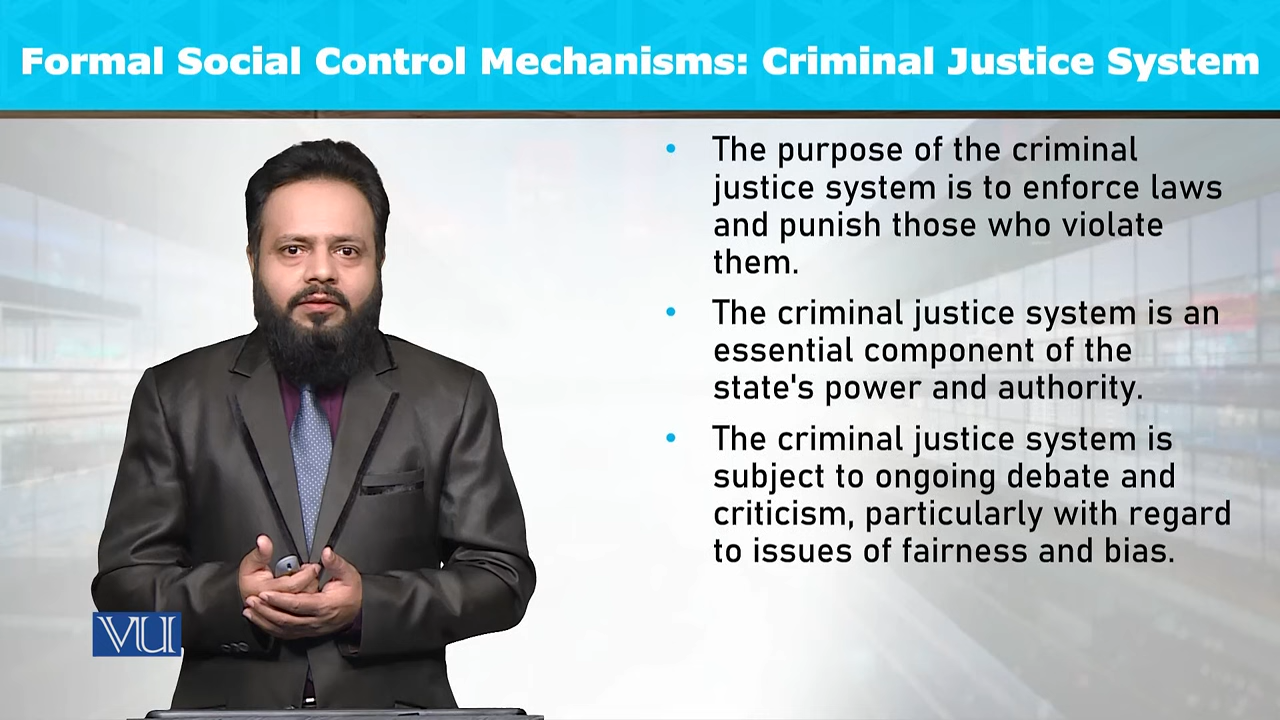 Formal Social Control Mechanisms: Criminal Justice System
• The purpose of the criminal
justice system is to enforce laws
and punish those who violate
them.
• The criminal justice system is an
essential component of the
state's power and authority.
• The criminal justice system is
subject to ongoing debate and
criticism, particularly with regard
to issues of fairness and bias.
VU